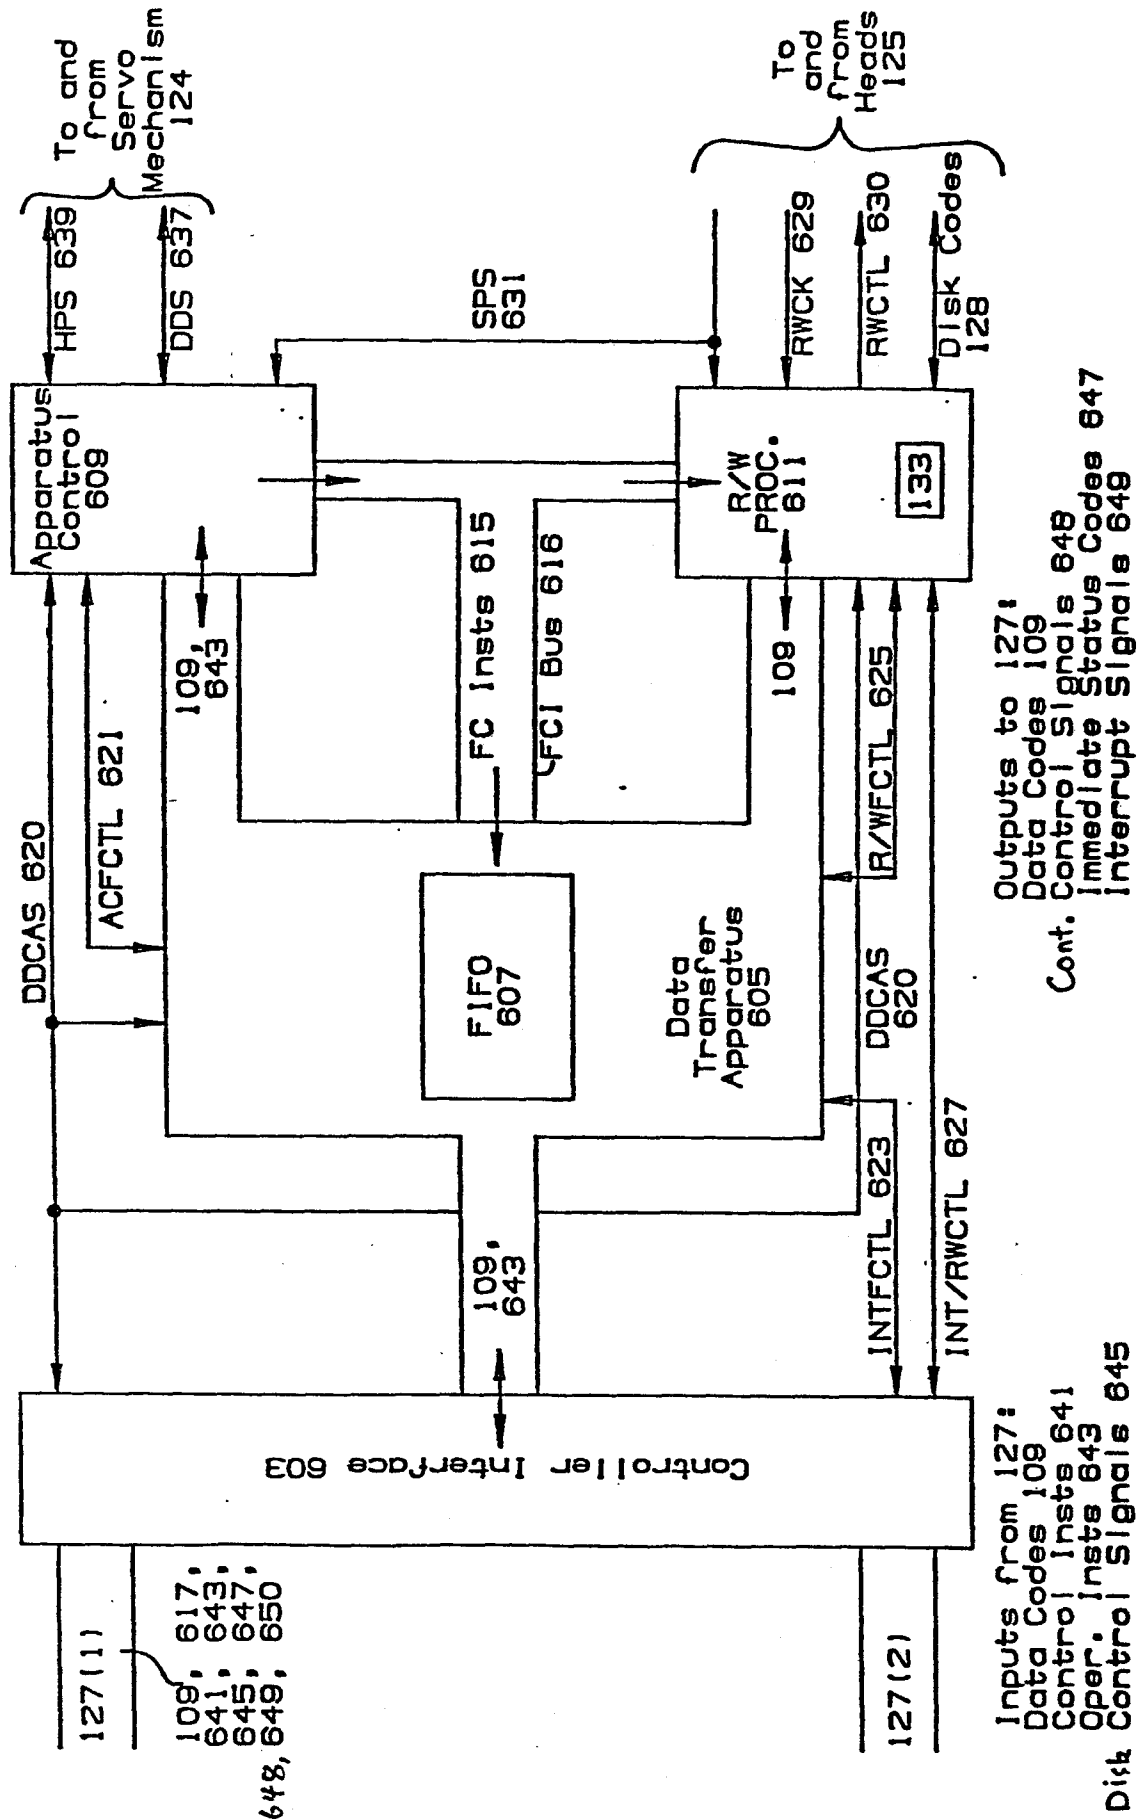 127(1)
109, 617,
641, 643,
645, 647,
648, 649, 650
127(2)
Controller Interface 603
Inputs from 127:
Data Codes 109
Control Insts 641
Oper. Insts 643
Disk Control Signals 645
109,
643
DDCAS 620
ACFCTL 621
FIFO
607
Data
Transfer
Apparatus
605
INTFCTL 623
INT/RWCTL 627
DDCAS
620
R/WFCTL 625
109,
643
FC Insts 615
FCI Bus 616
109
Apparatus
Control
609
R/W
PROC.
611
133
HPS 639
DDS 637
To and
from
Servo
Mechanism
124
SPS
631
RWCK 629
RWCTL 630
Disk Codes
128
To
and
from
Heads
125
Outputs to 127:
Data Codes 109
Cont. Control Signals 648
Immediate Status Codes 647
Interrupt Signals 649